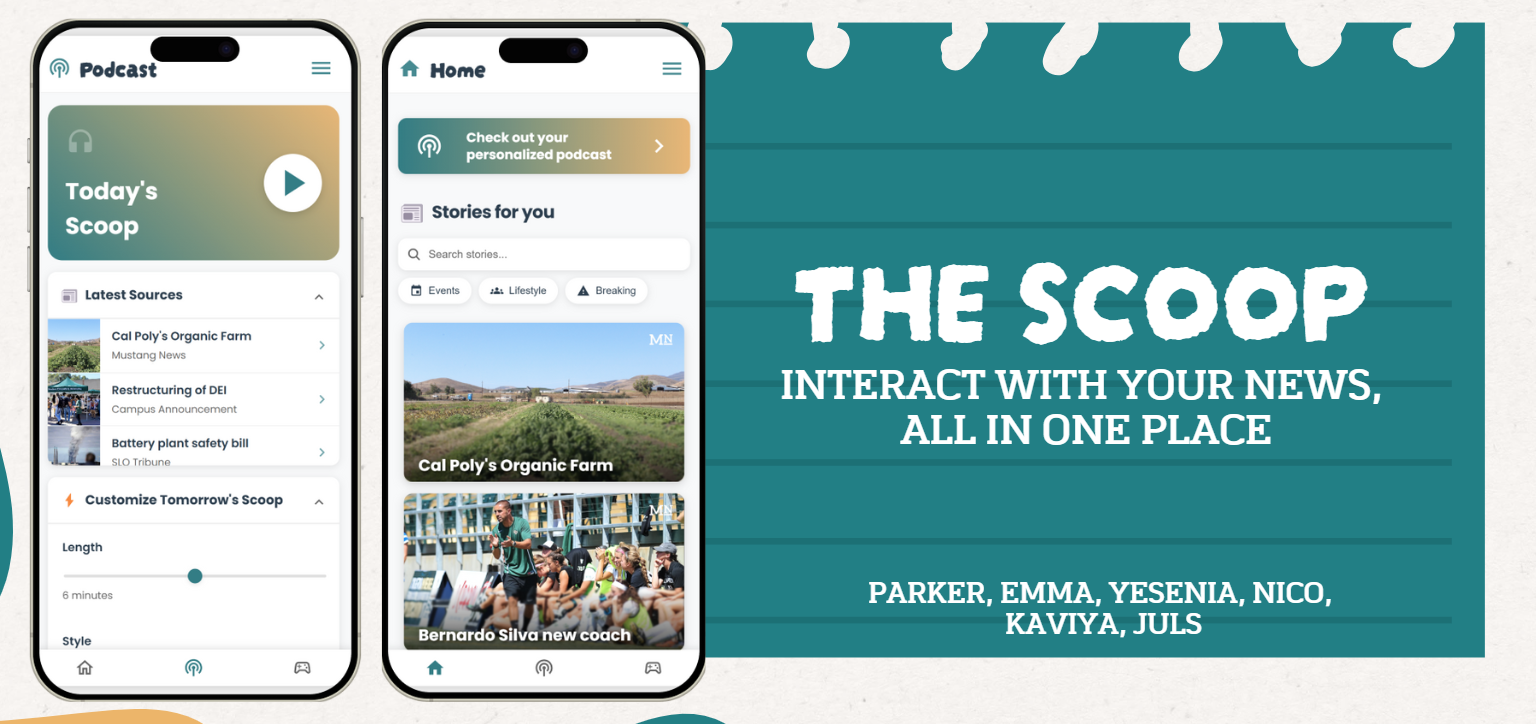 Podcast
Today's
Scoop
Latest Sources
Cal Poly's Organic Farm
Mustang News
Restructuring of DEI
Campus Announcement
Battery plant safety bill
SLO Tribune
Customize Tomorrow's Scoop
Length
6 minutes
Style
Home
Check out your
personalized podcast
Stories for you
Search stories...
Events
Lifestyle
Breaking
MN
Cal Poly's Organic Farm
MN
Bernardo Silva new coach
THE SCOOP
INTERACT WITH YOUR NEWS,
ALL IN ONE PLACE
PARKER, EMMA, YESENIA, NICO,
KAVIYA, JULS